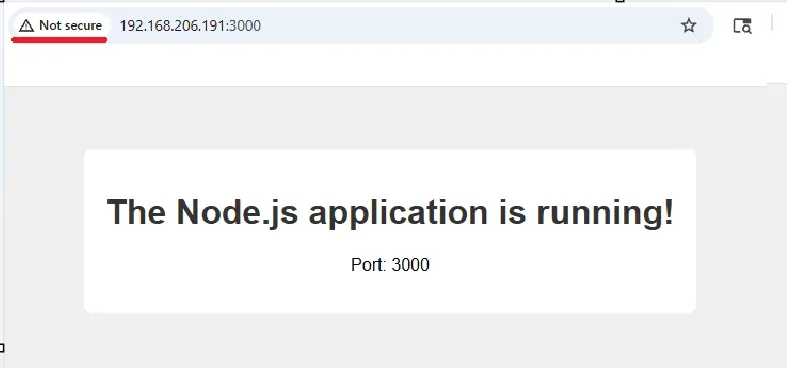 Not secure 192.168.206.191:3000
The Node.js application is running!
Port: 3000